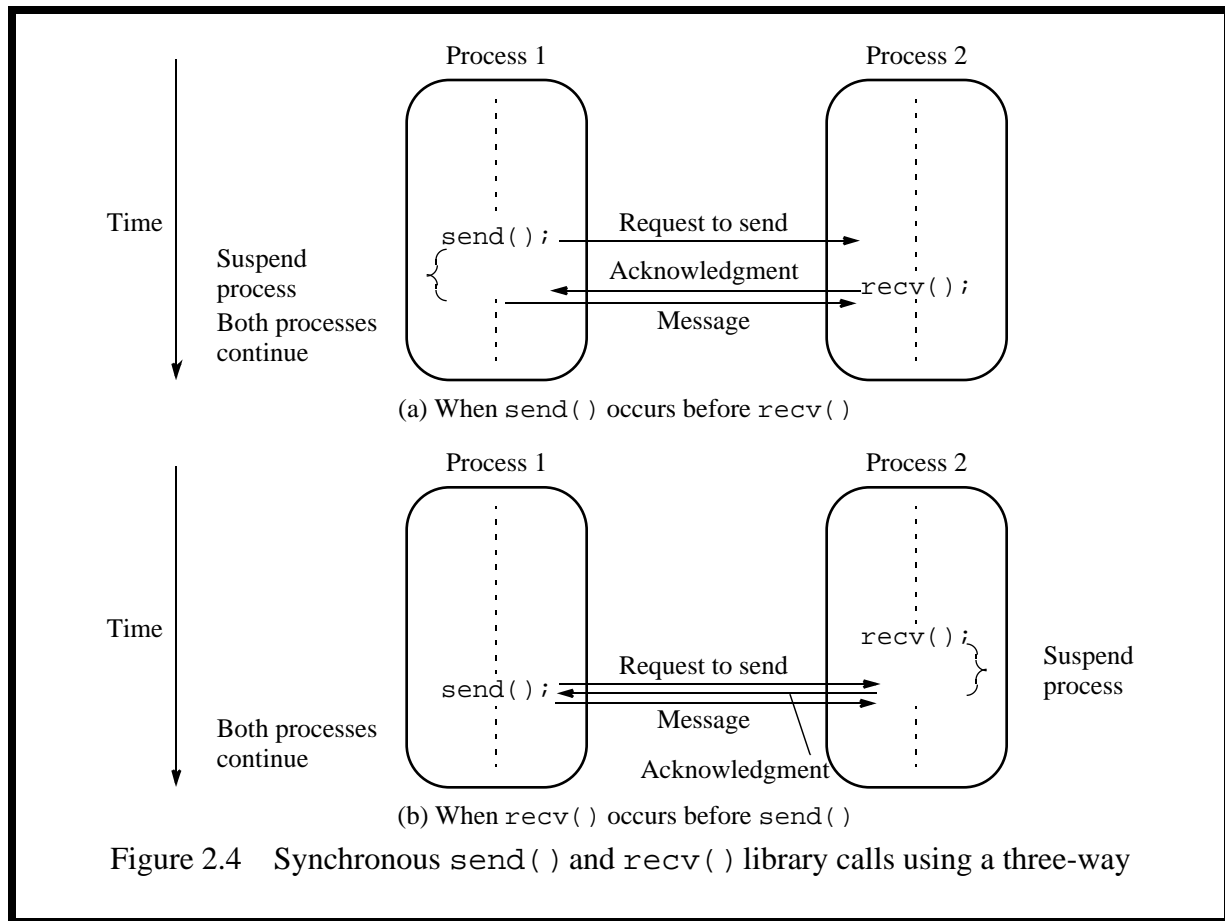 Process 1
Process 2
Time
send();
Request to send
Suspend
process
Acknowledgment
recv();
Both processes
continue
Message
(a) When send() occurs before recv()
Process 1
Process 2
Time
recv();
Suspend
process
Request to send
send();
Message
Both processes
continue
Acknowledgment
(b) When recv() occurs before send()
Figure 2.4 Synchronous send() and recv() library calls using a three-way